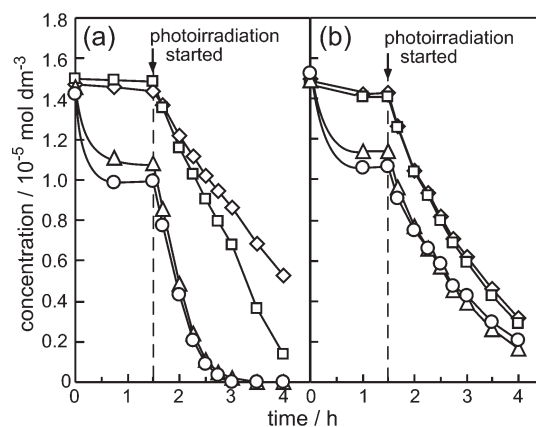 1.8
1.6
1.4
1.2
1.0
0.8
0.6
0.4
0.2
0
concentration / 10⁻⁵ mol dm⁻³
(a)
photoirradiation
started
(b)
photoirradiation
started
0 1 2 3 4 0 1 2 3 4
time / h